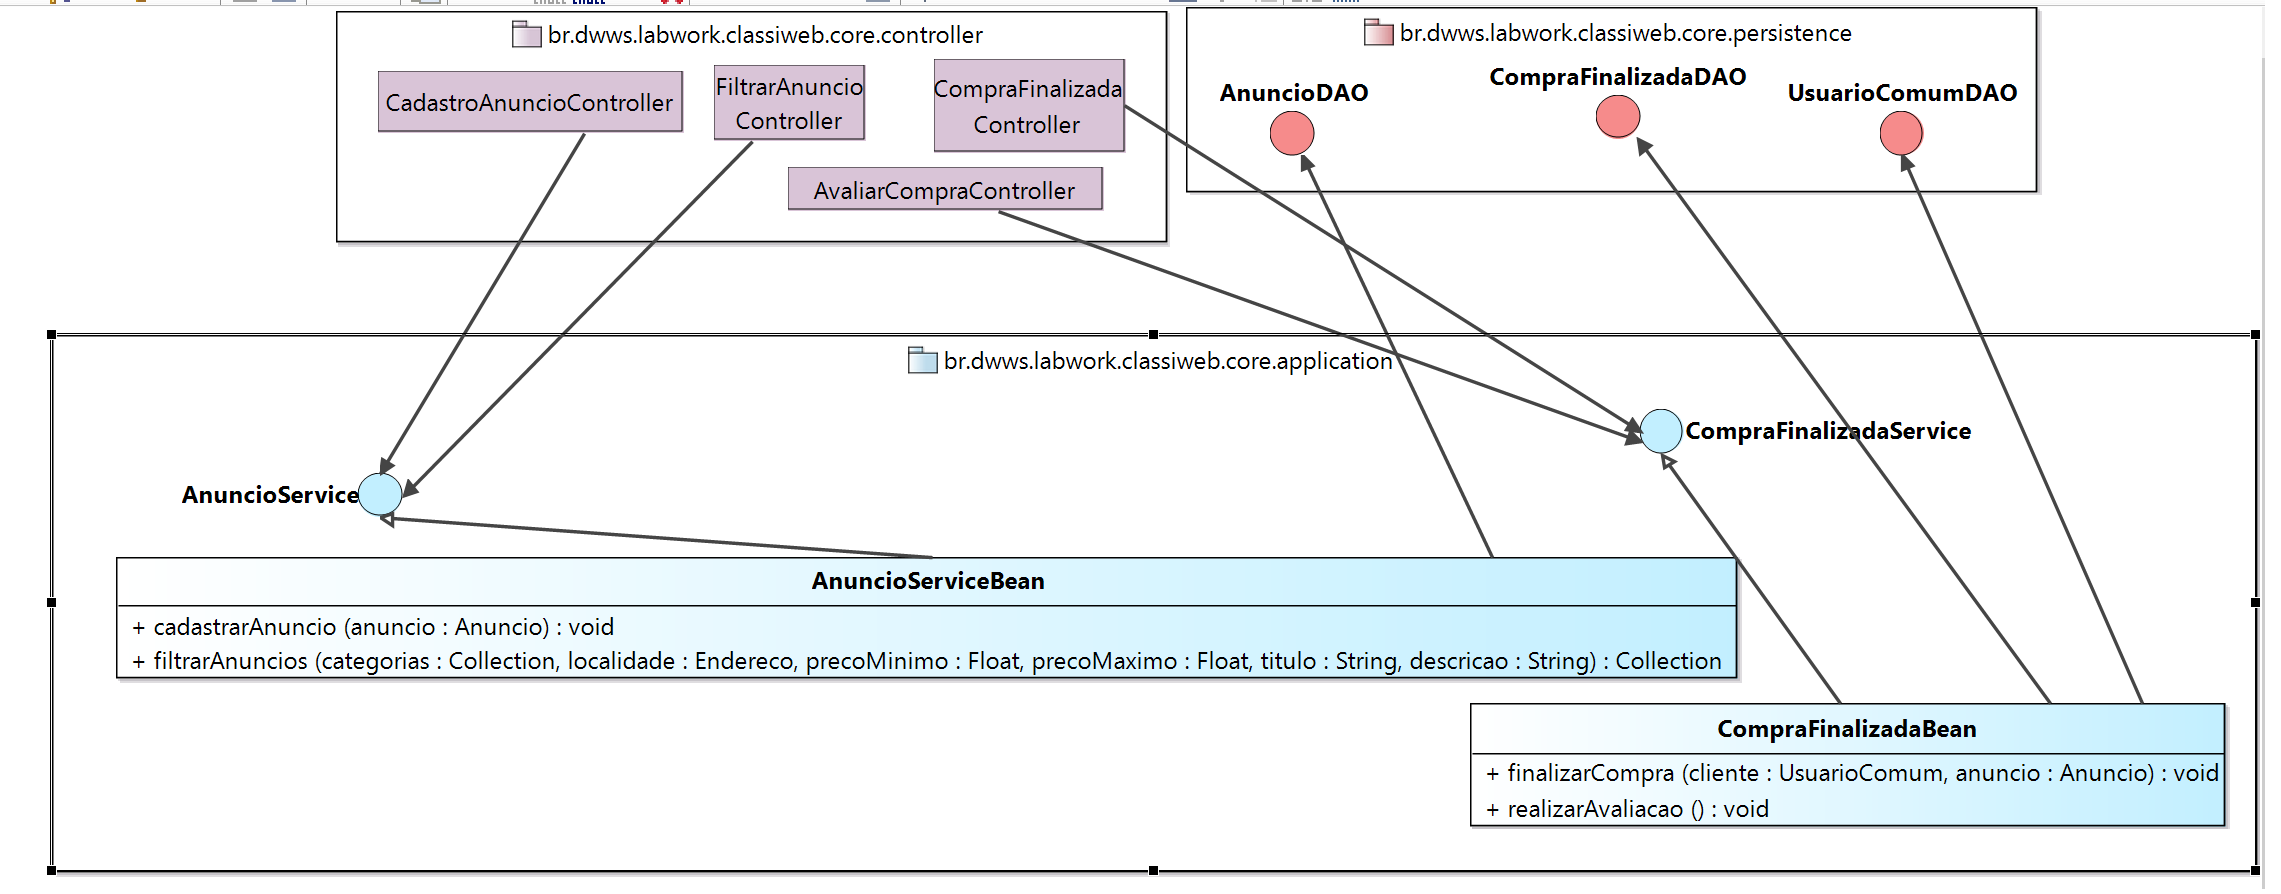 br.dwws.labwork.classiweb.core.controller
CadastroAnuncioController
FiltrarAnuncio
Controller
CompraFinalizada
Controller
AvaliarCompraController
br.dwws.labwork.classiweb.core.persistence
AnuncioDAO
CompraFinalizadaDAO
UsuarioComumDAO
br.dwws.labwork.classiweb.core.application
AnuncioService
CompraFinalizadaService
AnuncioServiceBean
+ cadastrarAnuncio (anuncio : Anuncio) : void
+ filtrarAnuncios (categorias : Collection, localidade : Endereco, precoMinimo : Float, precoMaximo : Float, titulo : String, descricao : String) : Collection
CompraFinalizadaBean
+ finalizarCompra (cliente : UsuarioComum, anuncio : Anuncio) : void
+ realizarAvaliacao () : void